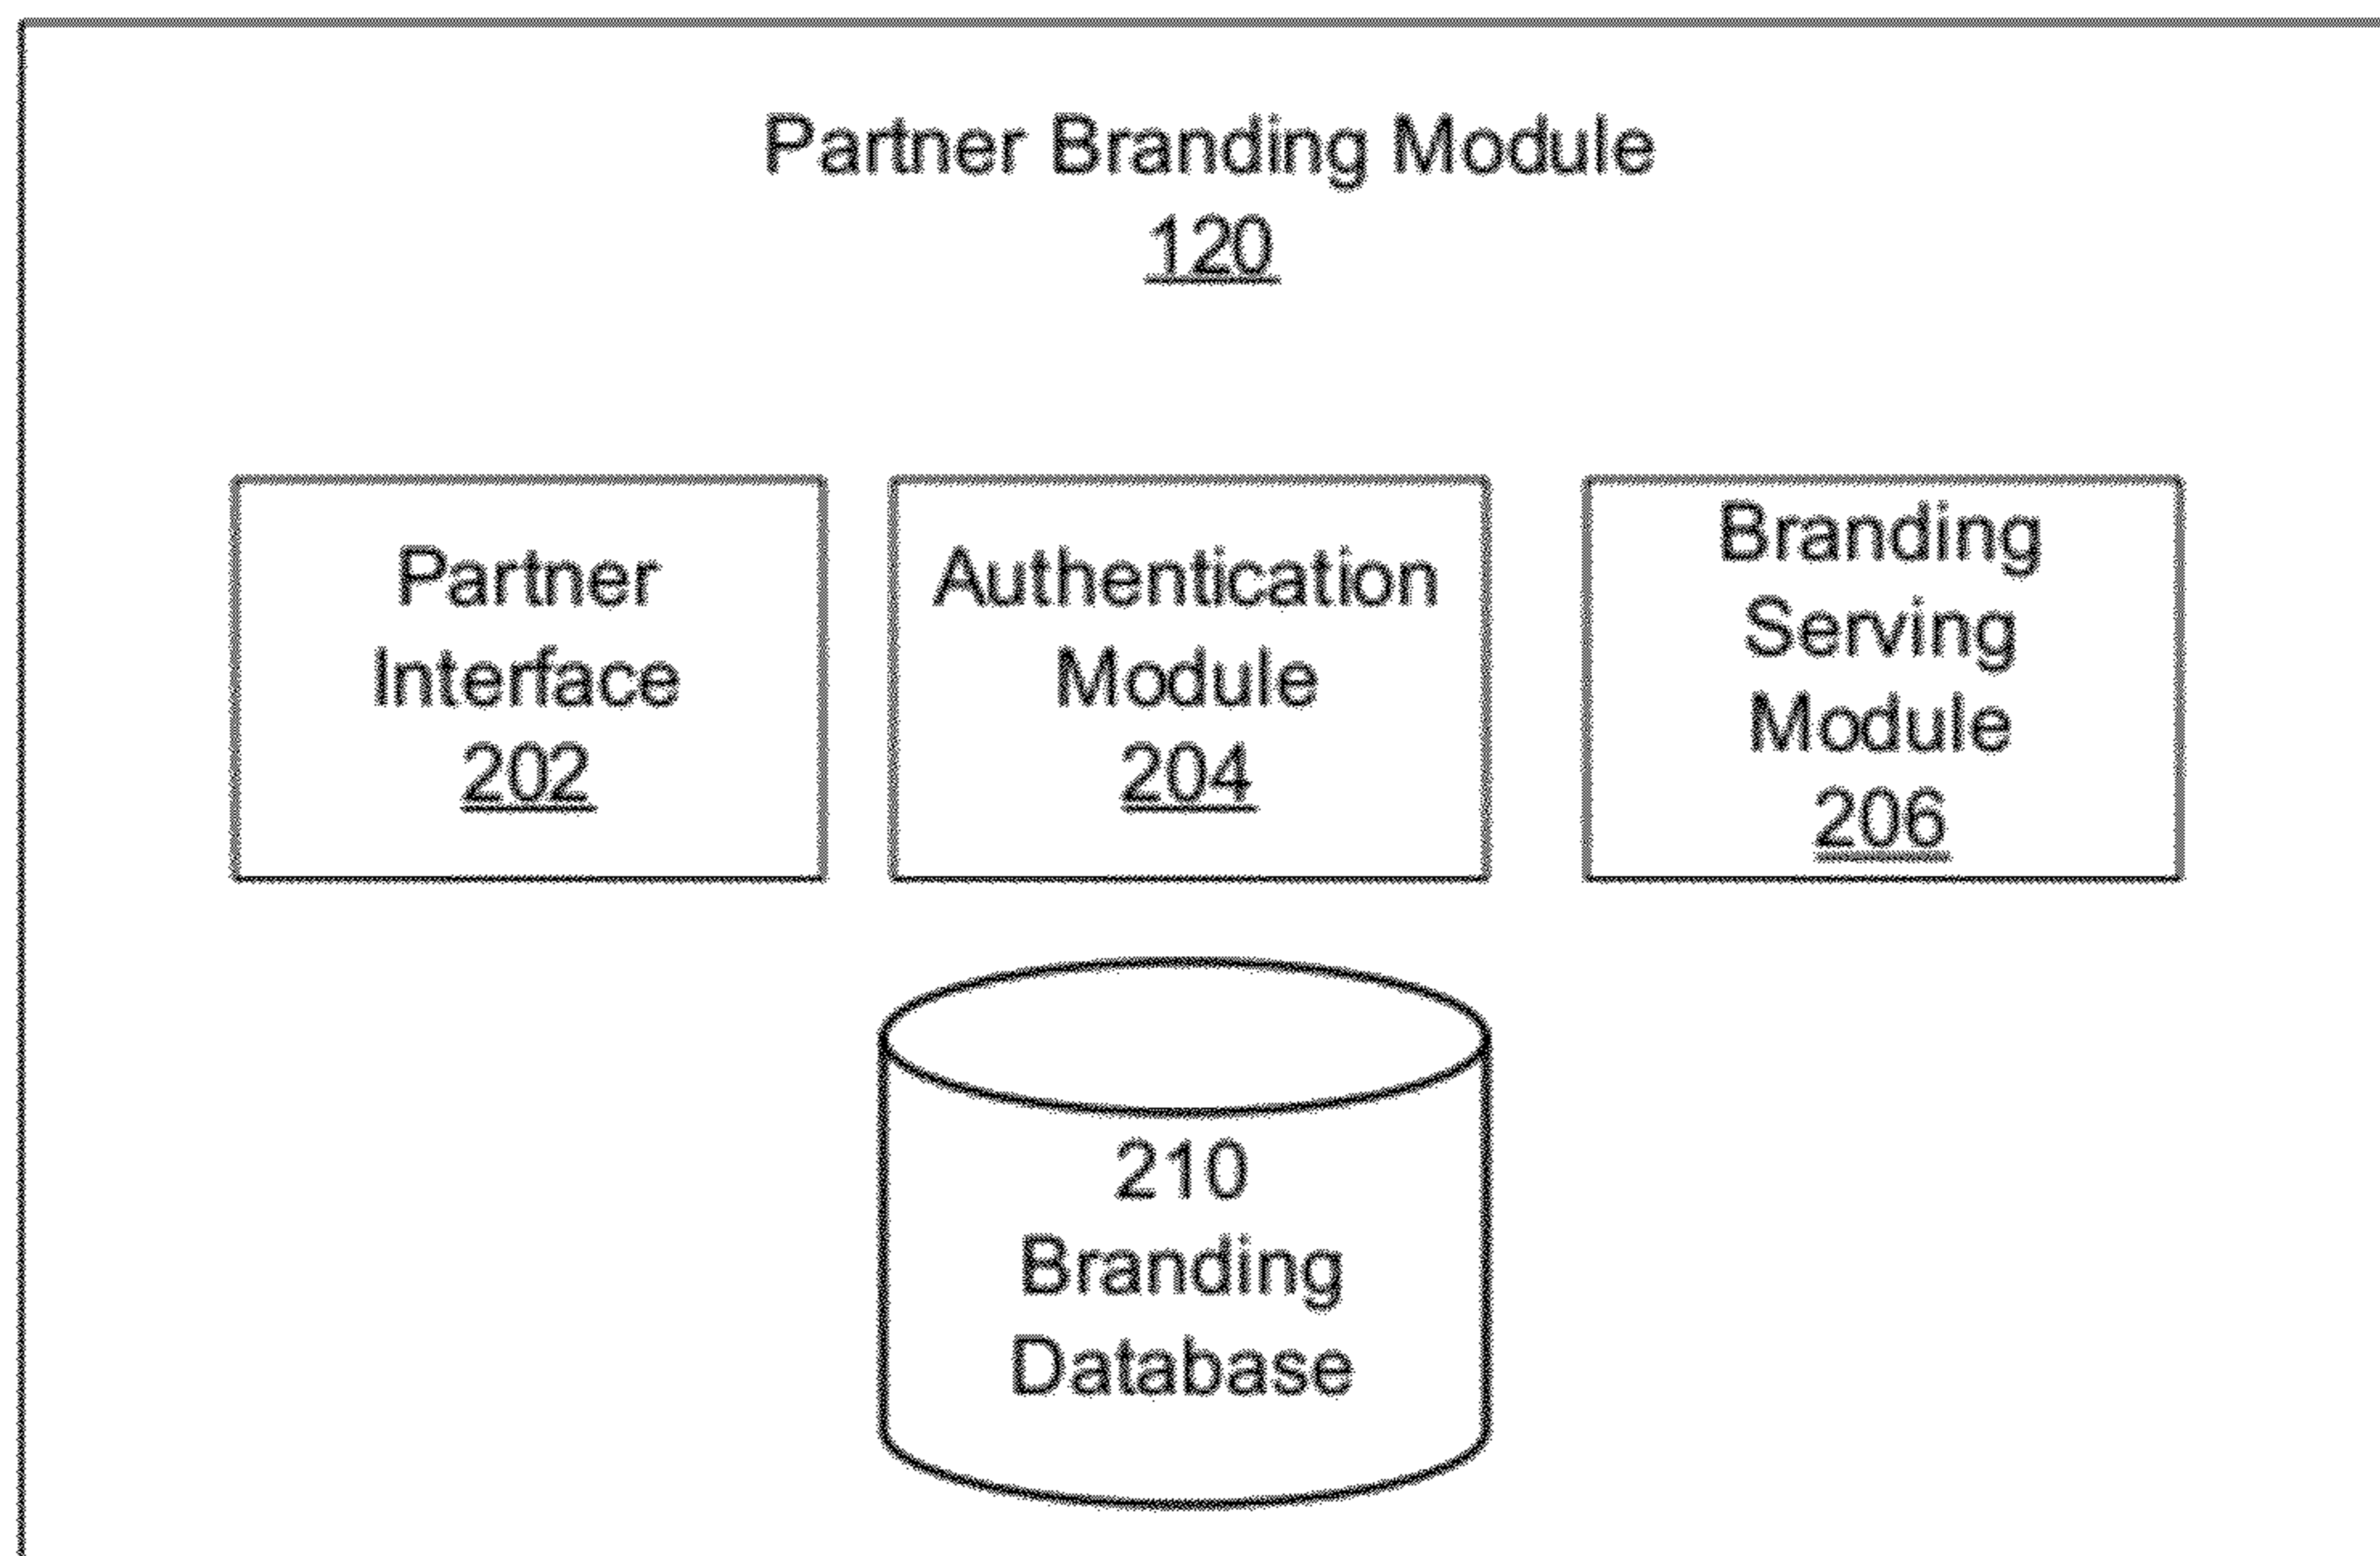 Partner Branding Module
120
Partner
Interface
202
Authentication
Module
204
Branding
Serving
Module
206
210
Branding
Database